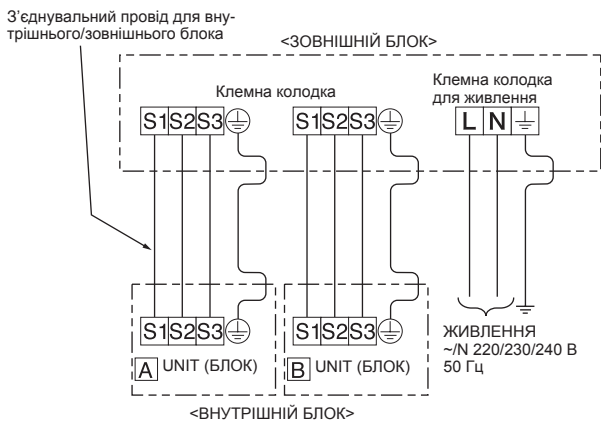 З’єднувальний провід для вну-
трішнього/зовнішнього блока
<ЗОВНІШНІЙ БЛОК>
Клемна колодка
Клемна колодка
для живлення
S1 S2 S3
S1 S2 S3
L N
S1 S2 S3
S1 S2 S3
A UNIT (БЛОК)
B UNIT (БЛОК)
ЖИВЛЕННЯ
~/N 220/230/240 В
50 Гц
<ВНУТРІШНІЙ БЛОК>